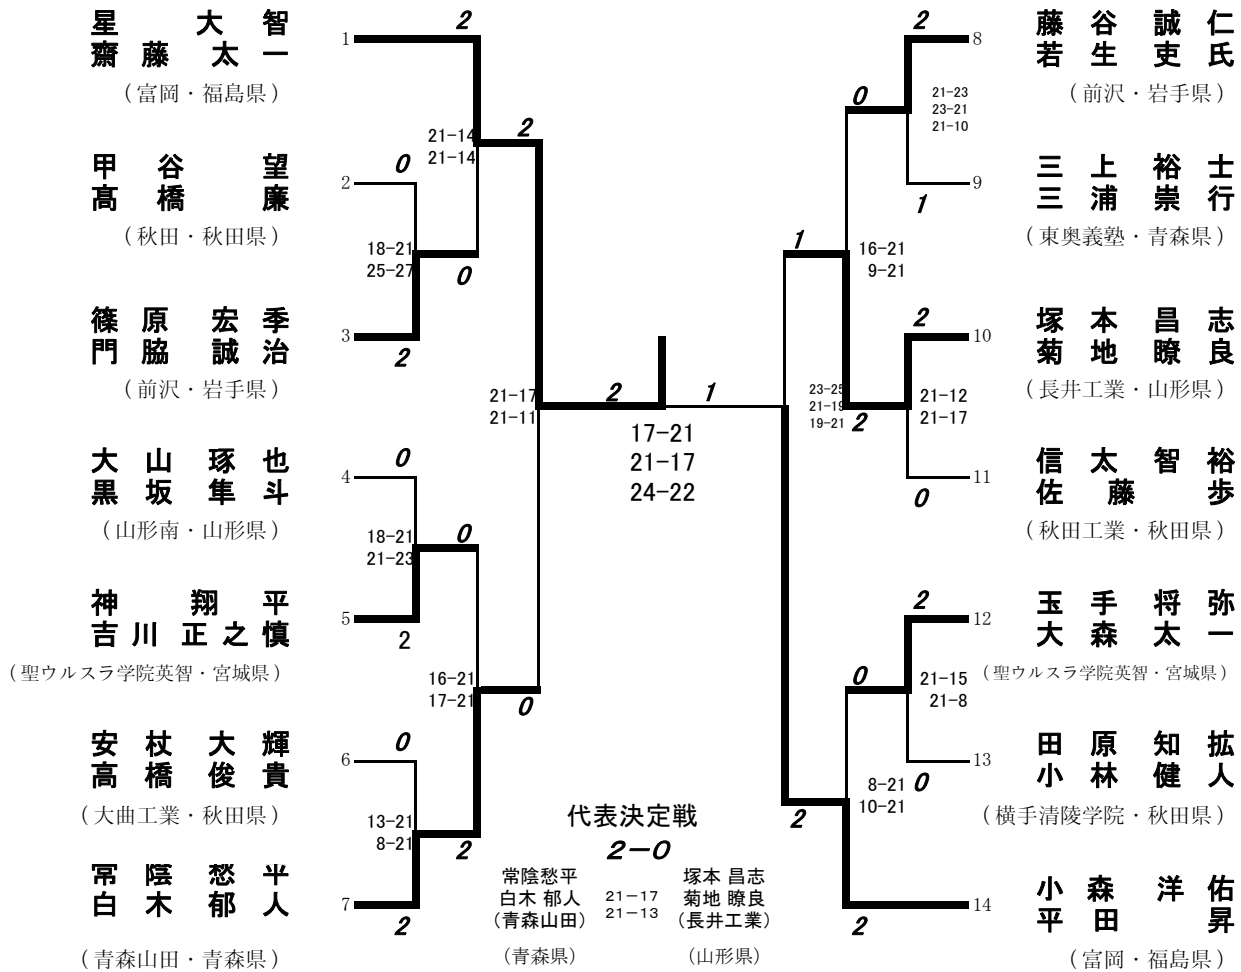 星 大 智
齋 藤 太 一
（富岡・福島県）
1
2
21-14
21-14
2
甲 谷 望
髙 橋 廉
（秋田・秋田県）
2
0
18-21
25-27
0
篠 原 宏 季
門 脇 誠 治
（前沢・岩手県）
3
2
21-17
21-11
大 山 琢 也
黒 坂 隼 斗
（山形南・山形県）
4
0
18-21
21-23
0
神 翔 平
吉 川 正 之 慎
（聖ウルスラ学院英智・宮城県）
5
2
16-21
17-21
0
安 杖 大 輝
高 橋 俊 貴
（大曲工業・秋田県）
6
0
13-21
8-21
2
常 陰 愁 平
白 木 郁 人
（青森山田・青森県）
7
2
2
1
17-21
21-17
24-22
代表決定戦
2-0
常陰愁平
白木 郁人
(青森山田)
（青森県）
21-17
21-13
塚本 昌志
菊地 瞭良
(長井工業)
（山形県）
藤 谷 誠 仁
若 生 吏 氏
（前沢・岩手県）
8
2
0
21-23
23-21
21-10
三 上 裕 士
三 浦 崇 行
（東奥義塾・青森県）
9
1
1
16-21
9-21
塚 本 昌 志
菊 地 瞭 良
（長井工業・山形県）
10
2
23-25
21-19
19-21
2
21-12
21-17
信 太 智 裕
佐 藤 歩
（秋田工業・秋田県）
11
0
玉 手 将 弥
大 森 太 一
（聖ウルスラ学院英智・宮城県）
12
2
0
21-15
21-8
田 原 知 拡
小 林 健 人
（横手清陵学院・秋田県）
13
0
8-21
10-21
2
小 森 洋 佑
平 田 昇
（富岡・福島県）
14
2